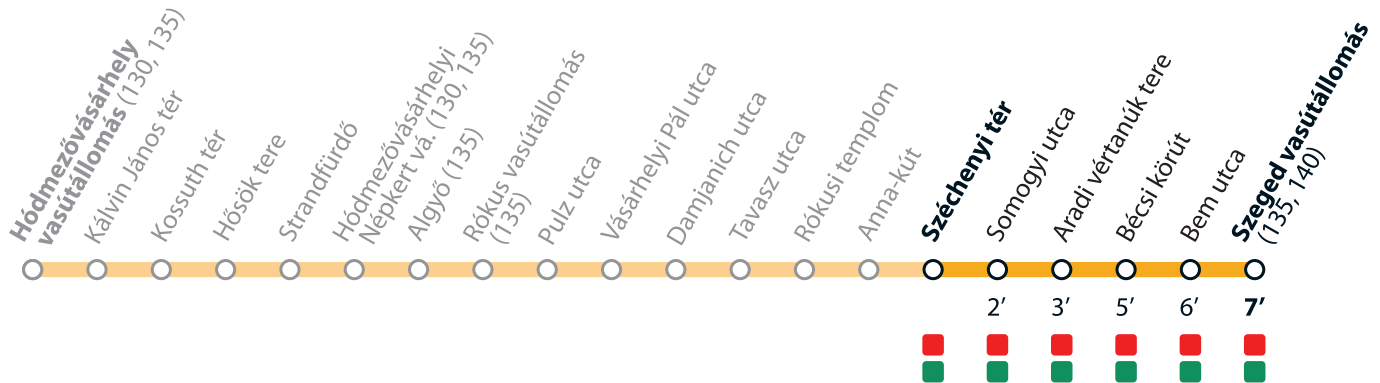 Hódmezővásárhely
vasútállomás (130, 135)
Kálvin János tér
Kossuth tér
Hősök tere
Strandfürdő
Hódmezővásárhelyi
Népkert vá. (130, 135)
Algyő (135)
Rókus vasútállomás
(135)
Pulz utca
Vásárhelyi Pál utca
Damjanich utca
Tavasz utca
Rókusi templom
Anna-kút
Széchenyi tér
Somogyi utca
Aradi vértanúk tere
Bécsi körút
Bem utca
Szeged vasútállomás
(135, 140)
2’ 3’ 5’ 6’ 7’